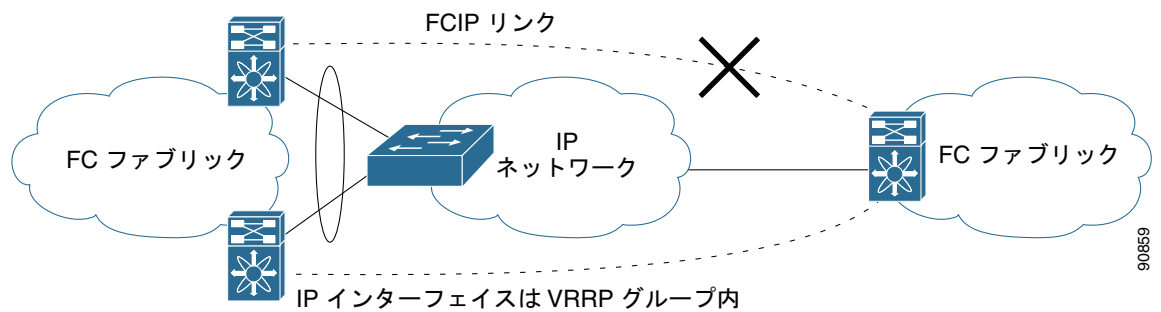 FCIP リンク
FC ファブリック
IP
ネットワーク
FC ファブリック
IP インターフェイスは VRRP グループ内
90859